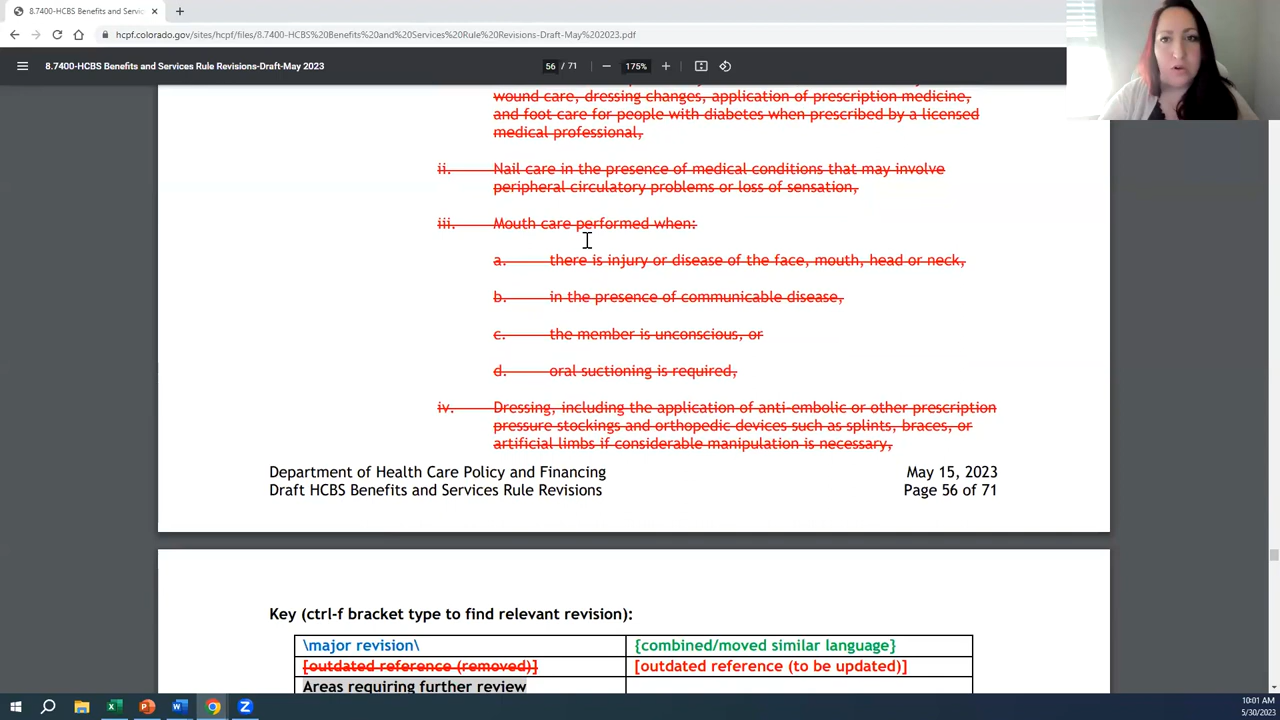 8.7400-HCBS Benefits and Servic
hcpf.colorado.gov/sites/hcpf/files/8.7400-HCBS%20Benefits%20and%20Services%20Rule%20Revisions-Draft-May%202023.pdf
8.7400-HCBS Benefits and Services Rule Revisions-Draft-May 2023
56 / 71
175%
wound care, dressing changes, application of prescription medicine,
and foot care for people with diabetes when prescribed by a licensed
medical professional,
ii. Nail care in the presence of medical conditions that may involve
peripheral circulatory problems or loss of sensation,
iii. Mouth care performed when:
a. there is injury or disease of the face, mouth, head or neck,
b. in the presence of communicable disease,
c. the member is unconscious, or
d. oral suctioning is required,
iv. Dressing, including the application of anti-embolic or other prescription
pressure stockings and orthopedic devices such as splints, braces, or
artificial limbs if considerable manipulation is necessary,
Department of Health Care Policy and Financing May 15, 2023
Draft HCBS Benefits and Services Rule Revisions Page 56 of 71
Key (ctrl-f bracket type to find relevant revision):
\major revision\ {combined/moved similar language}
[outdated reference (removed)] [outdated reference (to be updated)]
Areas requiring further review
10:01 AM
5/30/2023